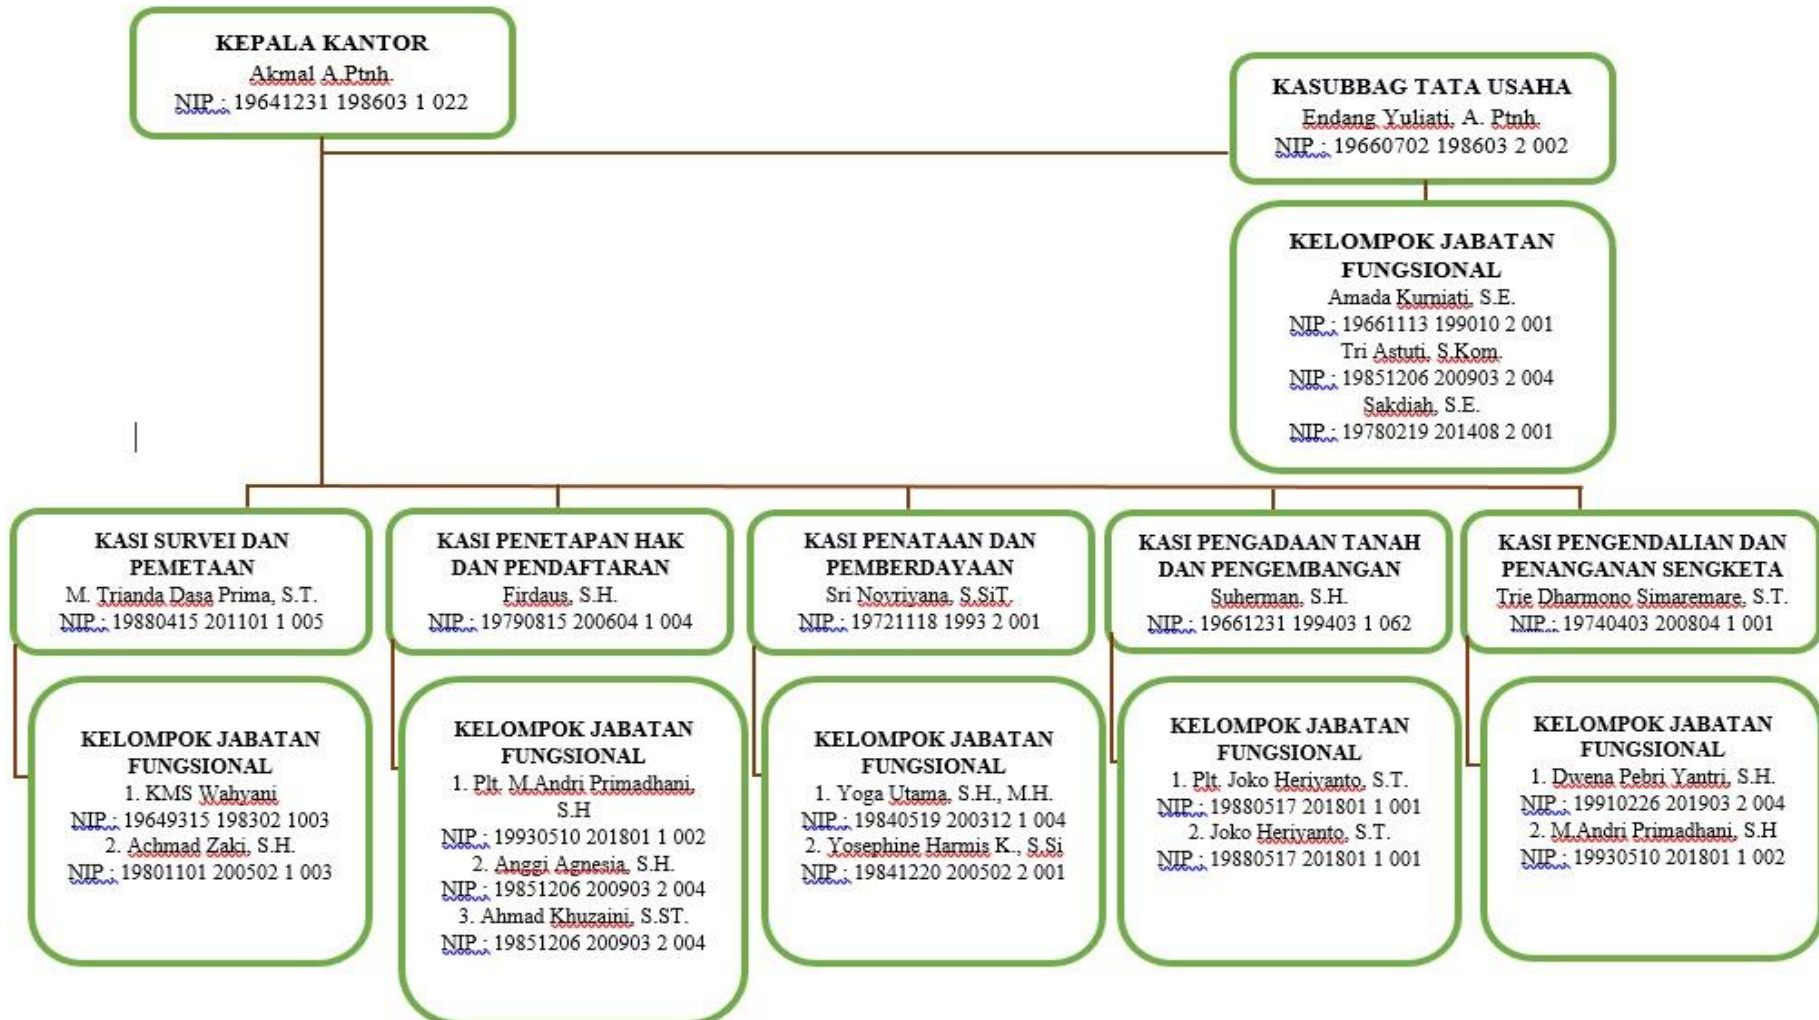 KEPALA KANTOR
Akmal A.Ptnh.
NIP : 19641231 198603 1 022
KASUBBAG TATA USAHA
Endang Yuliati, A. Ptnh.
NIP : 19660702 198603 2 002
KELOMPOK JABATAN
FUNGSIONAL
Amada Kurniati, S.E.
NIP : 19661113 199010 2 001
Tri Astuti, S.Kom.
NIP : 19851206 200903 2 004
Sakdiah, S.E.
NIP : 19780219 201408 2 001
KASI SURVEI DAN
PEMETAAN
M. Trianda Dasa Prima, S.T.
NIP : 19880415 201101 1 005
KASI PENETAPAN HAK
DAN PENDAFTARAN
Firdaus, S.H.
NIP : 19790815 200604 1 004
KASI PENATAAN DAN
PEMBERDAYAAN
Sri Novriyana, S.SiT.
NIP : 19721118 1993 2 001
KASI PENGADAAN TANAH
DAN PENGEMBANGAN
Suherman, S.H.
NIP : 19661231 199403 1 062
KASI PENGENDALIAN DAN
PENANGANAN SENGKETA
Trie Dharmono Simaremare, S.T.
NIP : 19740403 200804 1 001
KELOMPOK JABATAN
FUNGSIONAL
1. KMS Wahyani
NIP : 19649315 198302 1003
2. Achmad Zaki, S.H.
NIP : 19801101 200502 1 003
KELOMPOK JABATAN
FUNGSIONAL
1. Plt. M.Andri Primadhani,
S.H
NIP : 19930510 201801 1 002
2. Anggi Agnesia, S.H.
NIP : 19851206 200903 2 004
3. Ahmad Khuzaini, S.ST.
NIP : 19851206 200903 2 004
KELOMPOK JABATAN
FUNGSIONAL
1. Yoga Utama, S.H., M.H.
NIP : 19840519 200312 1 004
2. Yosephine Harmis K., S.Si
NIP : 19841220 200502 2 001
KELOMPOK JABATAN
FUNGSIONAL
1. Plt. Joko Heriyanto, S.T.
NIP : 19880517 201801 1 001
2. Joko Heriyanto, S.T.
NIP : 19880517 201801 1 001
KELOMPOK JABATAN
FUNGSIONAL
1. Dwena Pebri Yantri, S.H.
NIP : 19910226 201903 2 004
2. M.Andri Primadhani, S.H
NIP : 19930510 201801 1 002